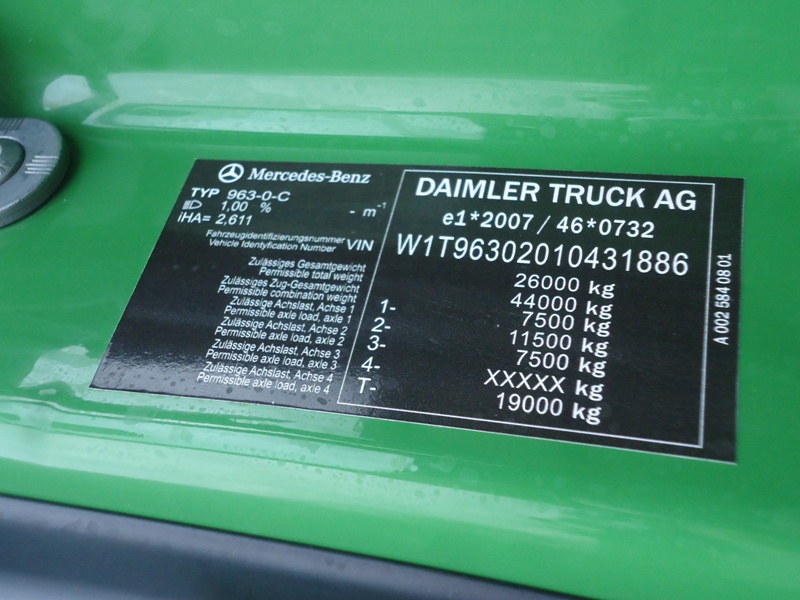 Mercedes-Benz
TYP 963-0-C
1,00 % - m⁻¹
iHA= 2,611
Fahrzeugidentifizierungsnummer
Vehicle Identyfication Number VIN
Zulässiges Gesamtgewicht
Permissible total weight
Zulässiges Zug-Gesamtgewicht
Permissible combination weight
Zulässige Achslast, Achse 1
Permissible axle load, axle 1
Zulässige Achslast, Achse 2
Permissible axle load, axle 2
Zulässige Achslast, Achse 3
Permissible axle load, axle 3
Zulässige Achslast, Achse 4
Permissible axle load, axle 4
DAIMLER TRUCK AG
e1*2007 / 46*0732
W1T96302010431886
26000 kg
44000 kg
1- 7500 kg
2- 11500 kg
3- 7500 kg
4- XXXXX kg
T- 19000 kg
A 002 584 08 01